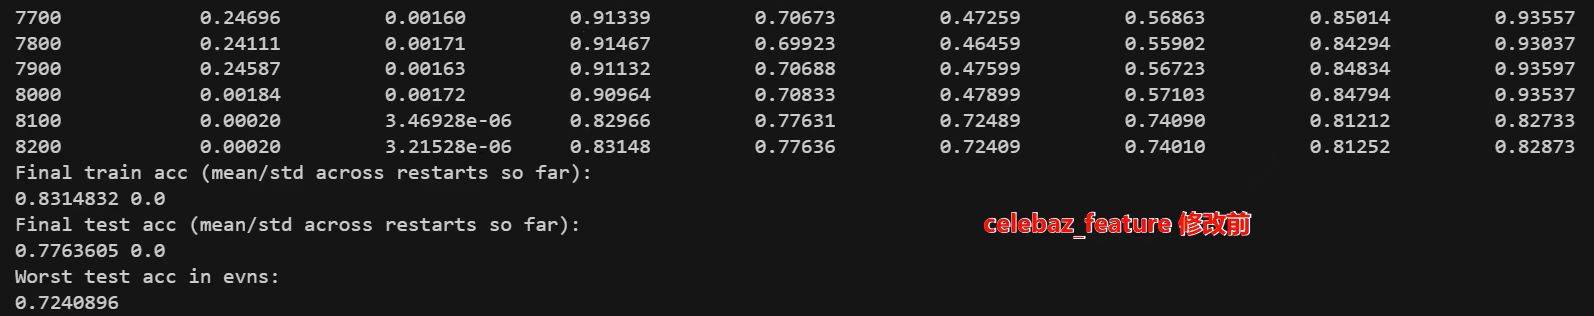 7700 0.24696 0.00160 0.91339 0.70673 0.47259 0.56863 0.85014 0.93557
7800 0.24111 0.00171 0.91467 0.69923 0.46459 0.55902 0.84294 0.93037
7900 0.24587 0.00163 0.91132 0.70688 0.47599 0.56723 0.84834 0.93597
8000 0.00184 0.00172 0.90964 0.70833 0.47899 0.57103 0.84794 0.93537
8100 0.00020 3.46928e-06 0.82966 0.77631 0.72489 0.74090 0.81212 0.82733
8200 0.00020 3.21528e-06 0.83148 0.77636 0.72409 0.74010 0.81252 0.82873
Final train acc (mean/std across restarts so far):
0.8314832 0.0
Final test acc (mean/std across restarts so far):
celebaz_feature 修改前
0.7763605 0.0
Worst test acc in evns:
0.7240896